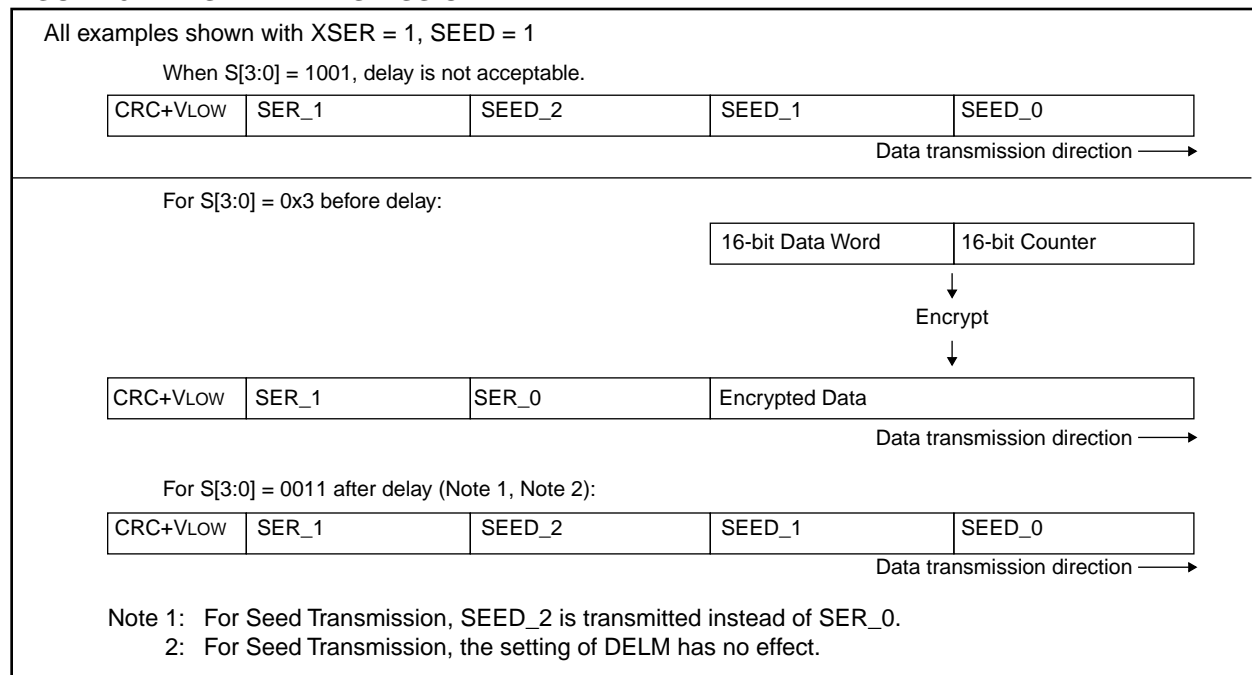 All examples shown with XSER = 1, SEED = 1
When S[3:0] = 1001, delay is not acceptable.
CRC+VLOW SER_1 SEED_2 SEED_1 SEED_0
Data transmission direction
For S[3:0] = 0x3 before delay:
16-bit Data Word 16-bit Counter
Encrypt
CRC+VLOW SER_1 SER_0 Encrypted Data
Data transmission direction
For S[3:0] = 0011 after delay (Note 1, Note 2):
CRC+VLOW SER_1 SEED_2 SEED_1 SEED_0
Data transmission direction
Note 1: For Seed Transmission, SEED_2 is transmitted instead of SER_0.
2: For Seed Transmission, the setting of DELM has no effect.